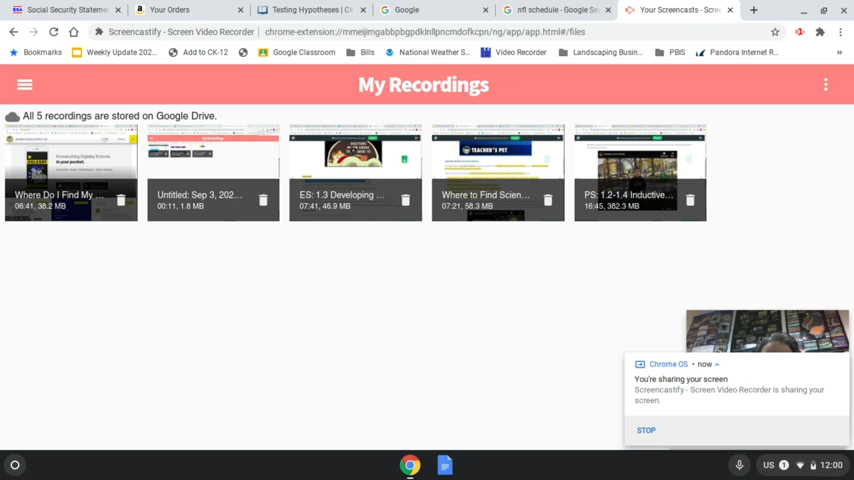 Social Security Stateme
Your Orders
Testing Hypotheses | CK
Google
nfl schedule - Google Se
Your Screencasts - Scree
Screencastify - Screen Video Recorder | chrome-extension://mmeijimgabbpbgpdklnllpncmdofkcpn/ng/app/app.html#/files
Bookmarks
Weekly Update 202...
Add to CK-12
Google Classroom
Bills
National Weather S...
Video Recorder
Landscaping Busin...
PBIS
Pandora Internet R...
»
My Recordings
All 5 recordings are stored on Google Drive.
Where Do I Find My ...
06:41, 38.2 MB
Untitled: Sep 3, 202...
00:11, 1.8 MB
ES: 1.3 Developing ...
07:41, 46.9 MB
Where to Find Scien...
07:21, 58.3 MB
PS: 1.2-1.4 Inductive...
16:45, 382.3 MB
TEACHER'S PET
Chrome OS • now
You're sharing your screen
Screencastify - Screen Video Recorder is sharing your
screen.
STOP
US 1 12:00